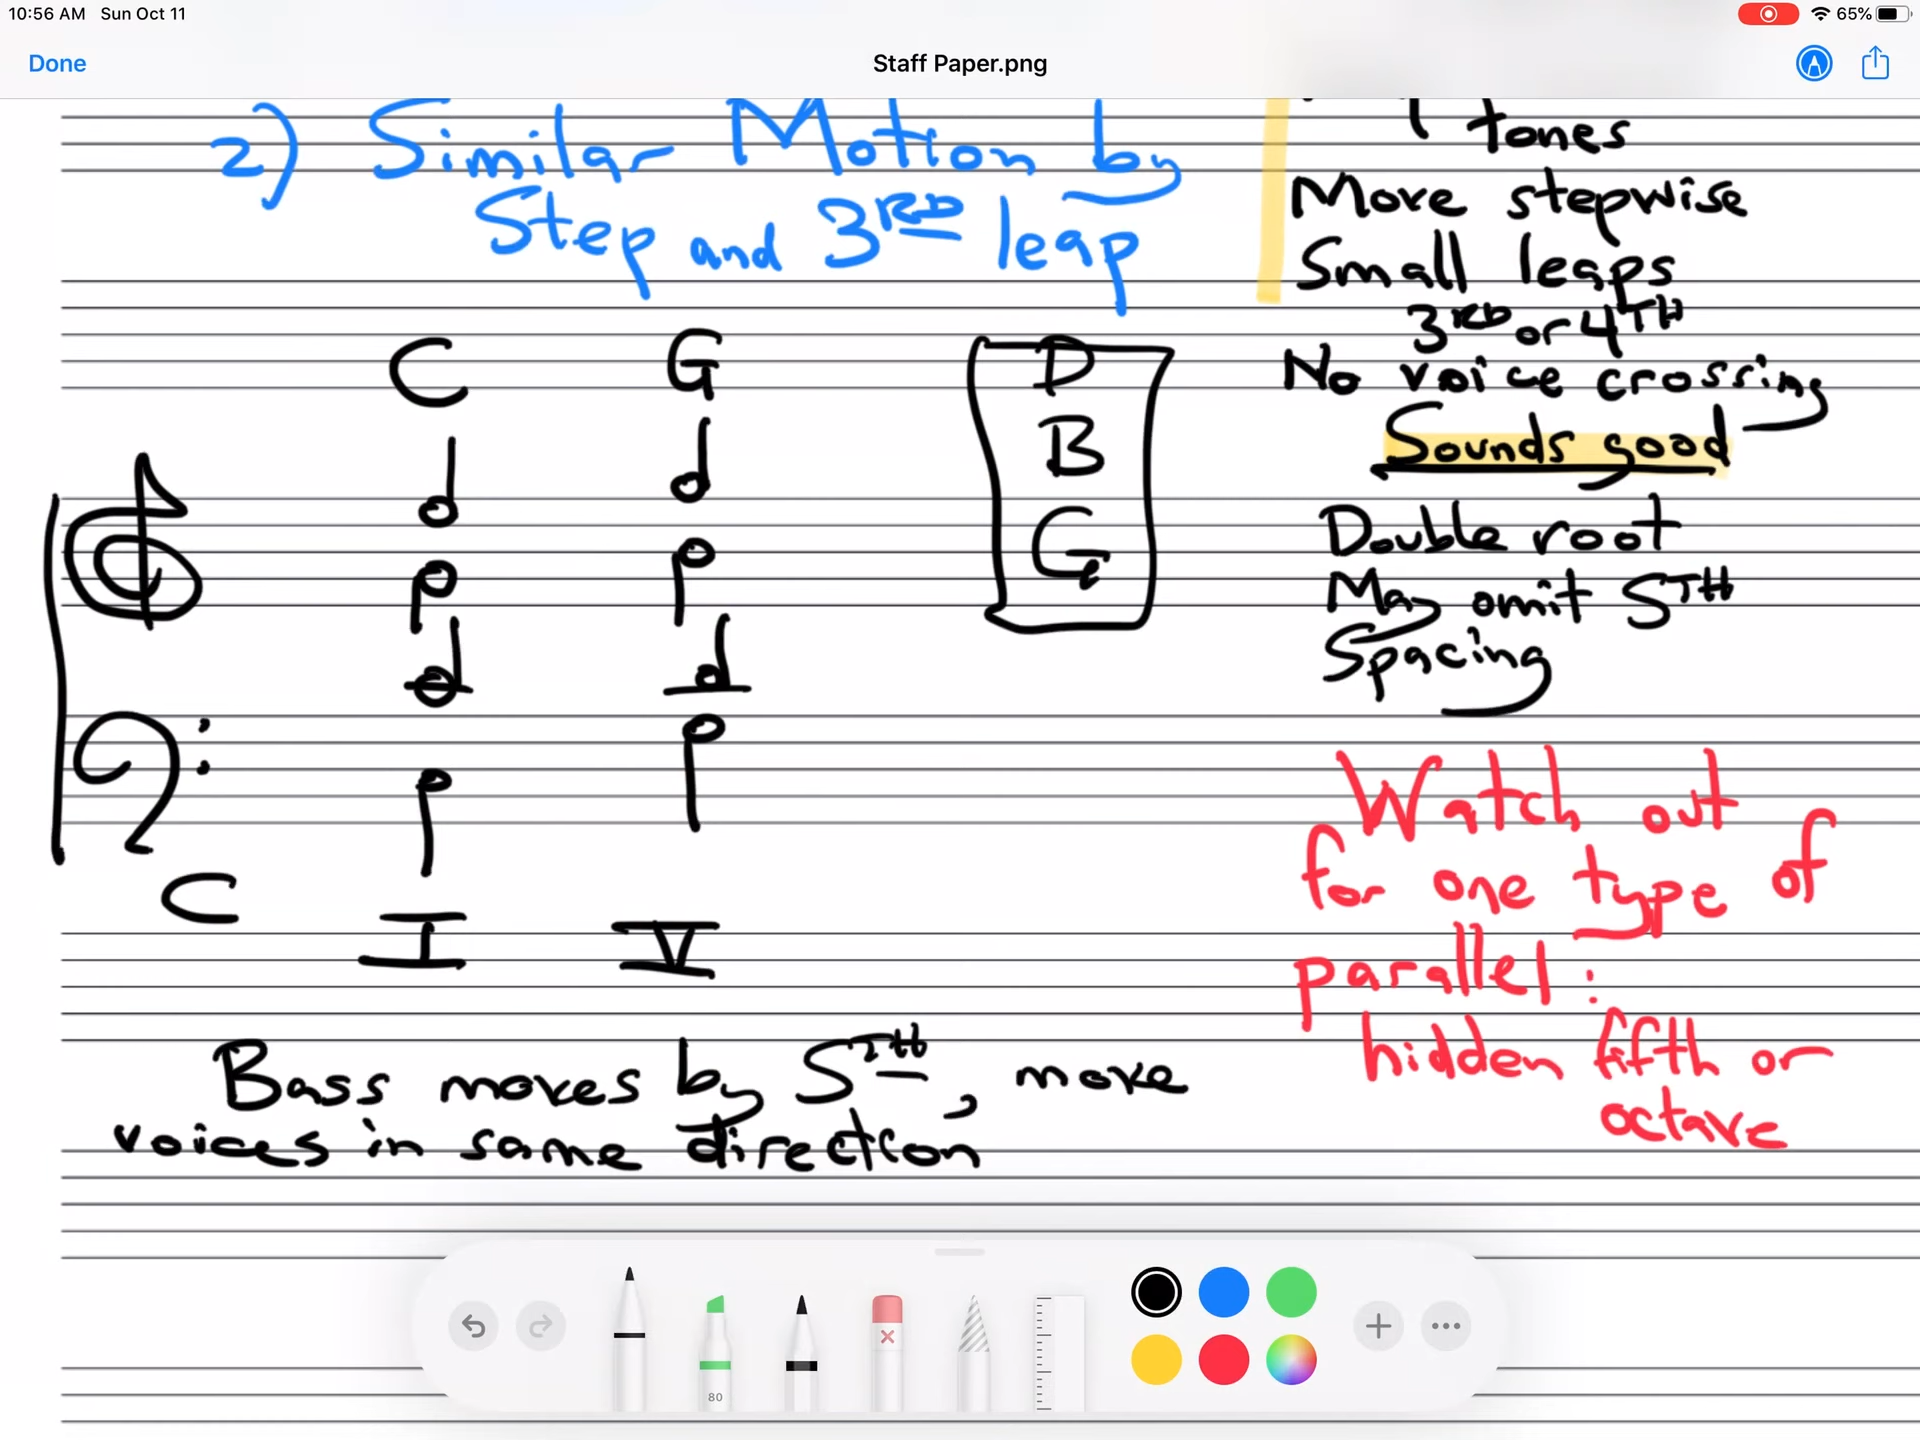 10:56 AM Sun Oct 11
65%
Done
Staff Paper.png
2) Similar Motion by
Step and 3RD leap
tones
More stepwise
Small leaps
3RD or 4TH
No voice crossing
Sounds good
Double root
May omit 5TH
Spacing
C G
D
B
G
C
I V
Bass moves by 5TH, move
voices in same direction
Watch out
for one type of
parallel:
hidden fifth or
octave
80